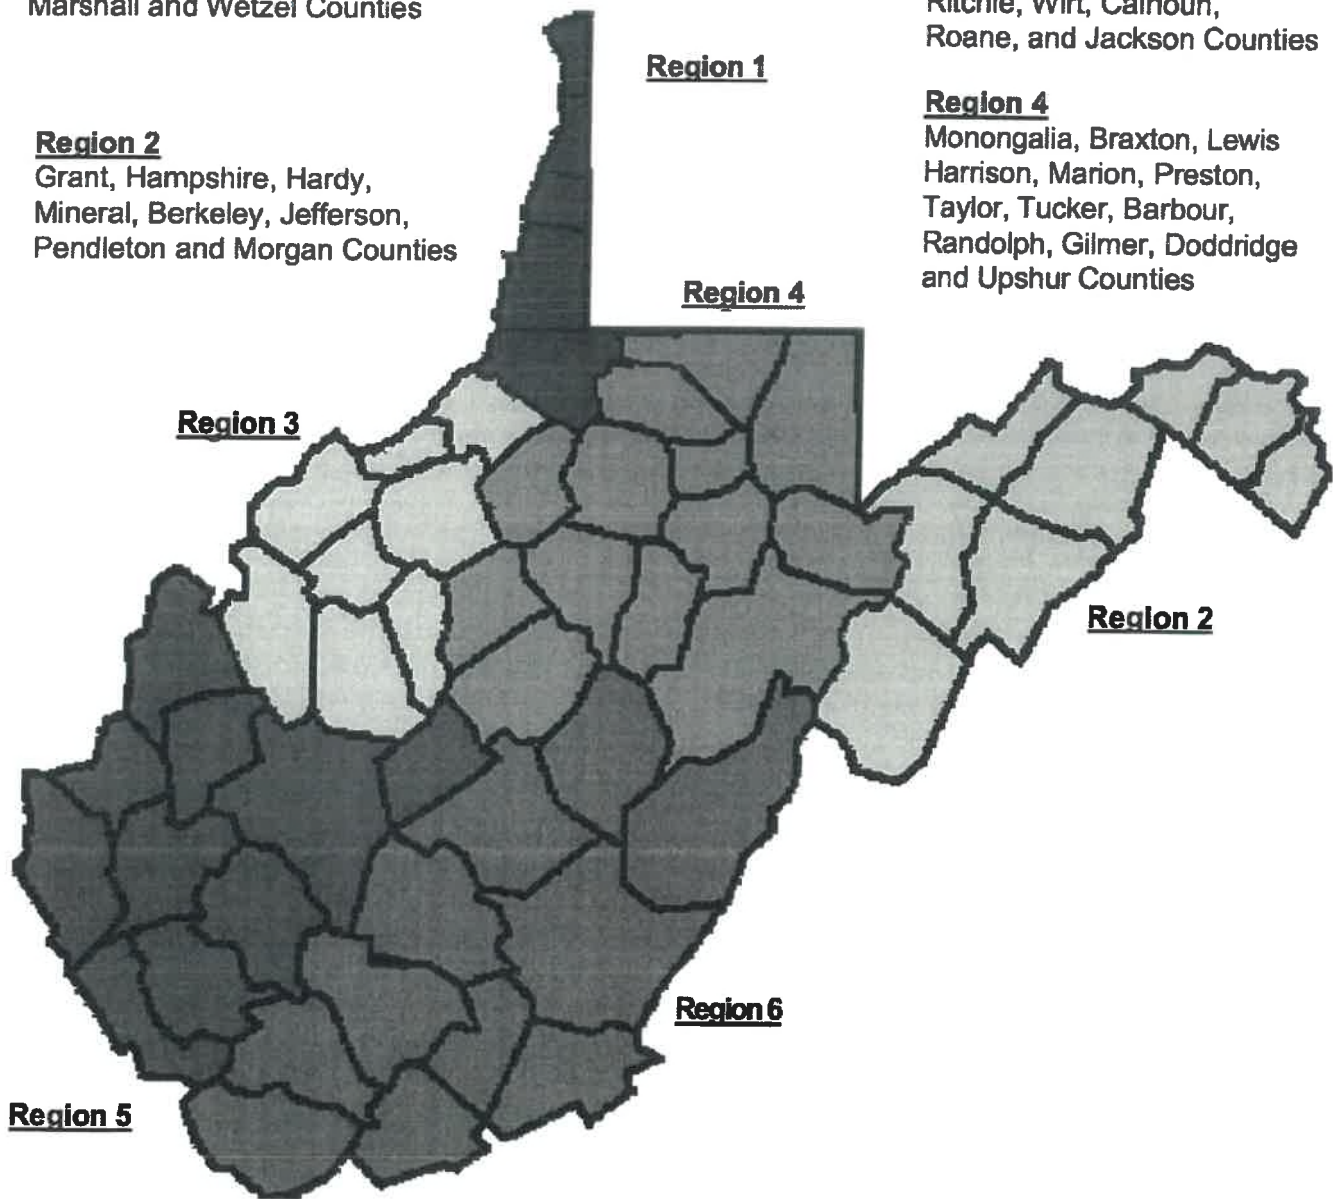 Marshall and Wetzel Counties
Region 2
Grant, Hampshire, Hardy,
Mineral, Berkeley, Jefferson,
Pendleton and Morgan Counties
Ritchie, Wirt, Calhoun,
Roane, and Jackson Counties
Region 4
Monongalia, Braxton, Lewis
Harrison, Marion, Preston,
Taylor, Tucker, Barbour,
Randolph, Gilmer, Doddridge
and Upshur Counties
Region 1
Region 4
Region 3
Region 2
Region 6
Region 5